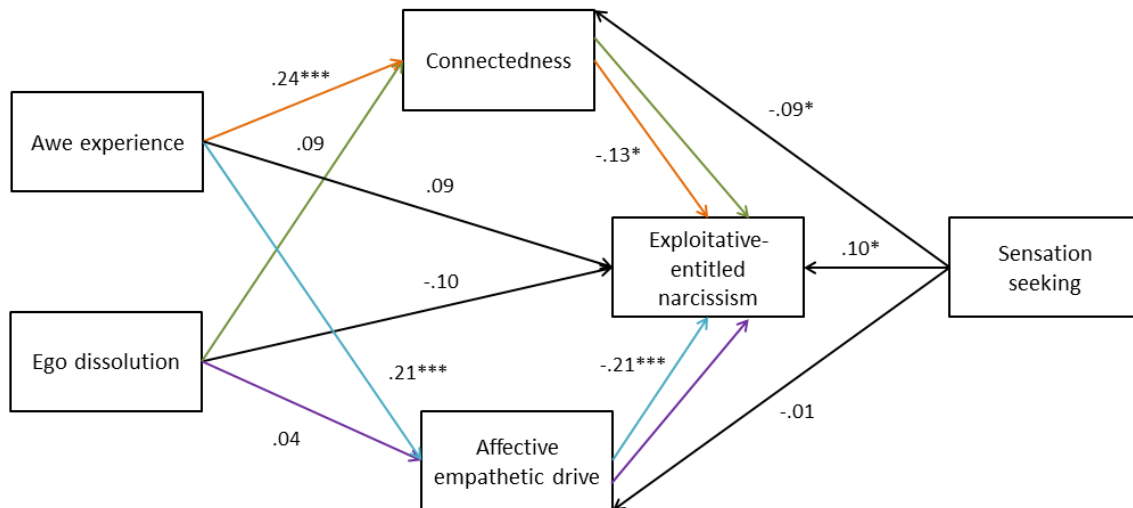 Connectedness
.24***
-.09*
Awe experience
.09
-.13*
.09
Exploitative-
entitled
narcissism
.10*
Sensation
seeking
-.10
Ego dissolution
.21***
-.21***
-.01
.04
Affective
empathetic drive